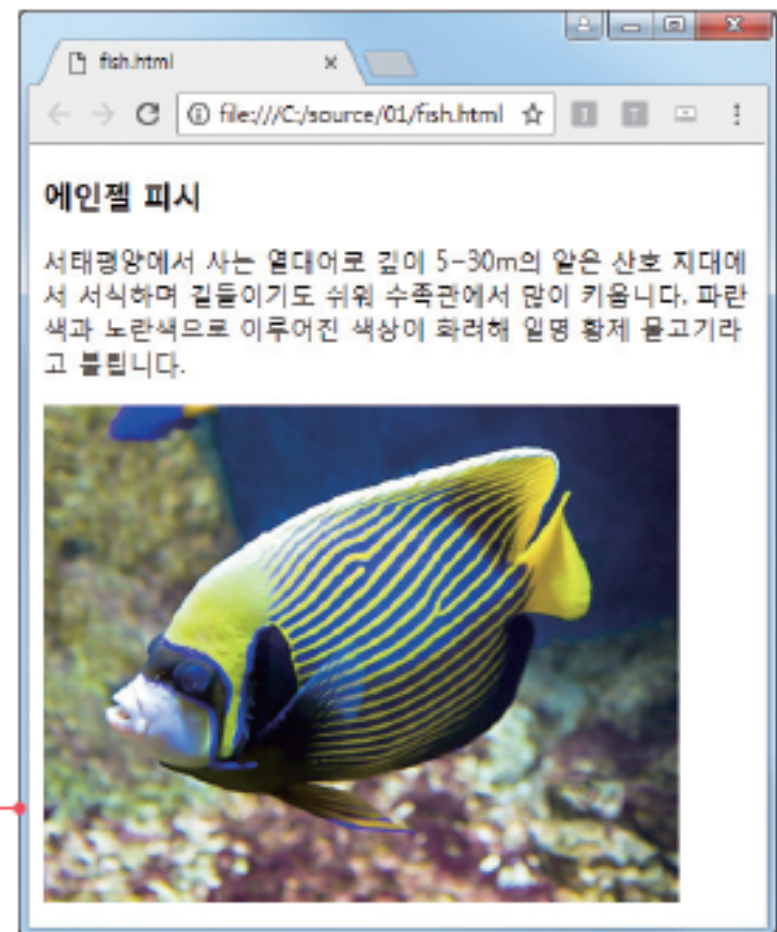 fish.html
file:///C:/source/01/fish.html
에인젤 피시
서태평양에서 사는 열대어로 깊이 5-30m의 얕은 산호 지대에
서 서식하며 길들이기도 쉬워 수족관에서 많이 키웁니다. 파란
색과 노란색으로 이루어진 색상이 화려해 일명 황제 물고기라
고 불립니다.